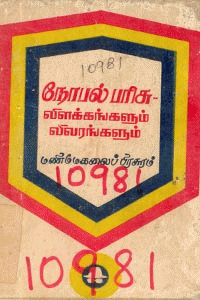 10981
நோபல் பரிசு -
விளக்கங்களும்
விவரங்களும்
மணிமேகலைப் பிரசுரம்
10981
10981